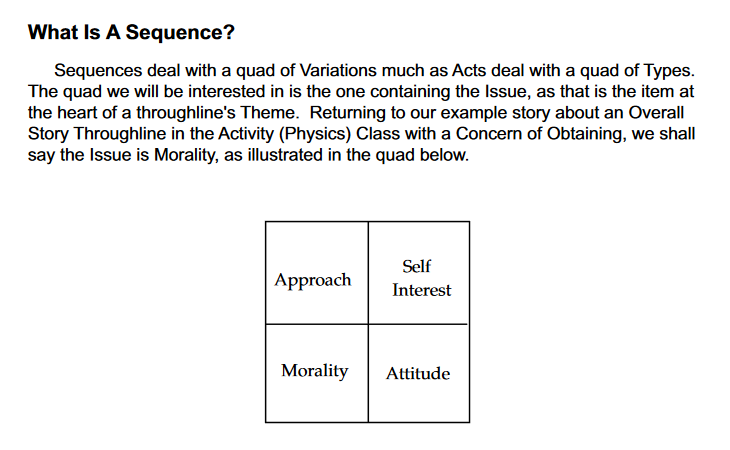 What Is A Sequence?
Sequences deal with a quad of Variations much as Acts deal with a quad of Types.
The quad we will be interested in is the one containing the Issue, as that is the item at
the heart of a throughline's Theme.  Returning to our example story about an Overall
Story Throughline in the Activity (Physics) Class with a Concern of Obtaining, we shall
say the Issue is Morality, as illustrated in the quad below.
Approach
Self
Interest
Morality
Attitude